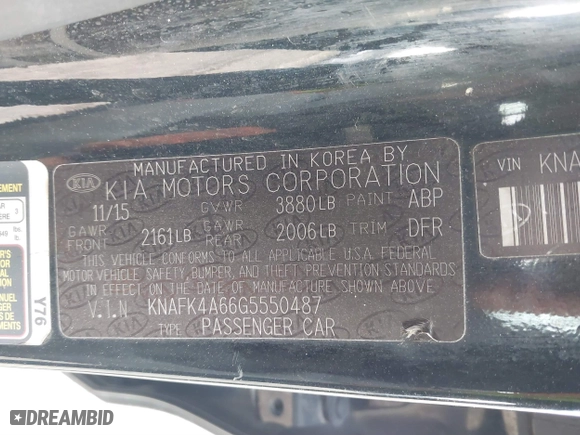 MANUFACTURED IN KOREA BY
KIA
KIA MOTORS CORPORATION
11/15 GVWR 3880LB PAINT ABP
GAWR FRONT 2161LB GAWR REAR 2006LB TRIM DFR
THIS VEHICLE CONFORMS TO ALL APPLICABLE U.S.A. FEDERAL
MOTOR VEHICLE SAFETY, BUMPER, AND THEFT PREVENTION STANDARDS
IN EFFECT ON THE DATE OF MANUFACTURE SHOWN ABOVE.
V.I.N KNAFK4A66G5550487
TYPE PASSENGER CAR
VIN KNA
Y76
DREAMBID